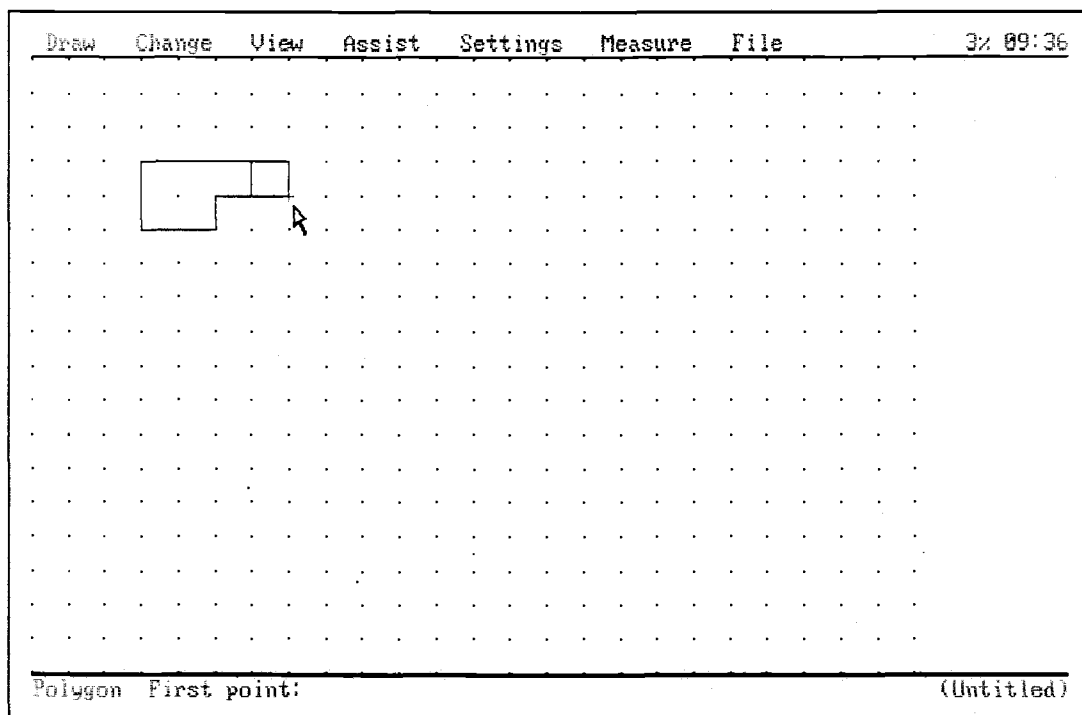 Draw Change View Assist Settings Measure File 3% 09:36
Polygon First point: (Untitled)